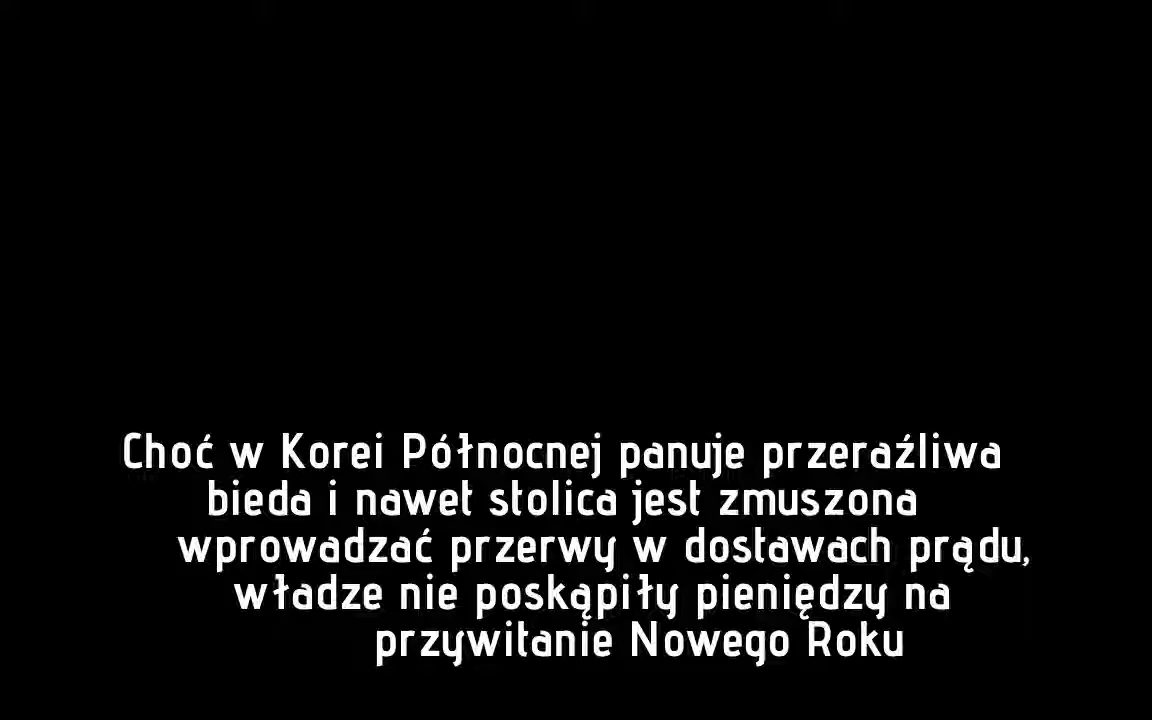 Choć w Korei Północnej panuje przeraźliwa
bieda i nawet stolica jest zmuszona
wprowadzać przerwy w dostawach prądu,
władze nie poskąpiły pieniędzy na
przywitanie Nowego Roku